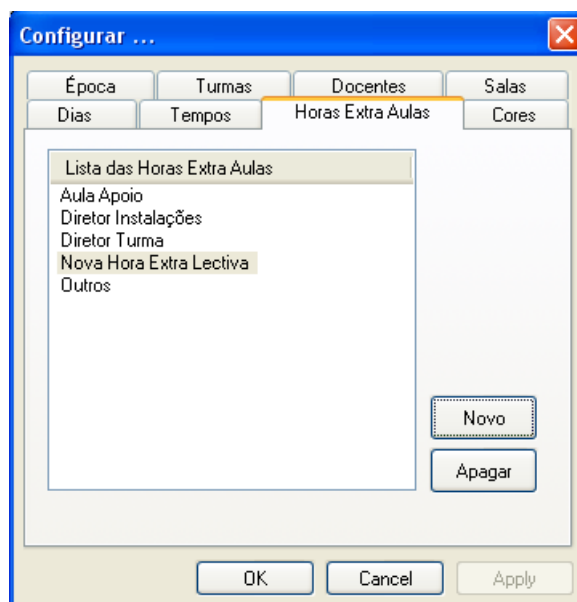 Configurar ...
Época Turmas Docentes Salas
Dias Tempos Horas Extra Aulas Cores
Lista das Horas Extra Aulas
Aula Apoio
Diretor Instalações
Diretor Turma
Nova Hora Extra Lectiva
Outros
Novo
Apagar
OK Cancel Apply